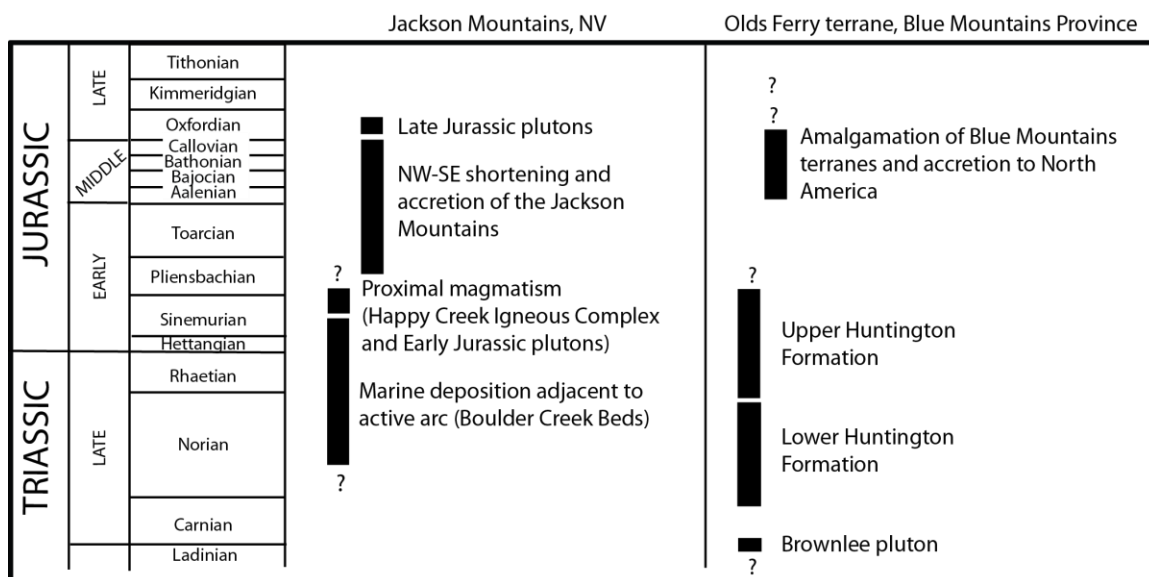 Jackson Mountains, NV
Olds Ferry terrane, Blue Mountains Province
JURASSIC
LATE
Tithonian
Kimmeridgian
Oxfordian
MIDDLE
Callovian
Bathonian
Bajocian
Aalenian
EARLY
Toarcian
Pliensbachian
Sinemurian
Hettangian
TRIASSIC
LATE
Rhaetian
Norian
Carnian
Ladinian
Late Jurassic plutons
NW-SE shortening and
accretion of the Jackson
Mountains
?
Proximal magmatism
(Happy Creek Igneous Complex
and Early Jurassic plutons)
Marine deposition adjacent to
active arc (Boulder Creek Beds)
?
?
?
Amalgamation of Blue Mountains
terranes and accretion to North
America
?
Upper Huntington
Formation
Lower Huntington
Formation
Brownlee pluton
?